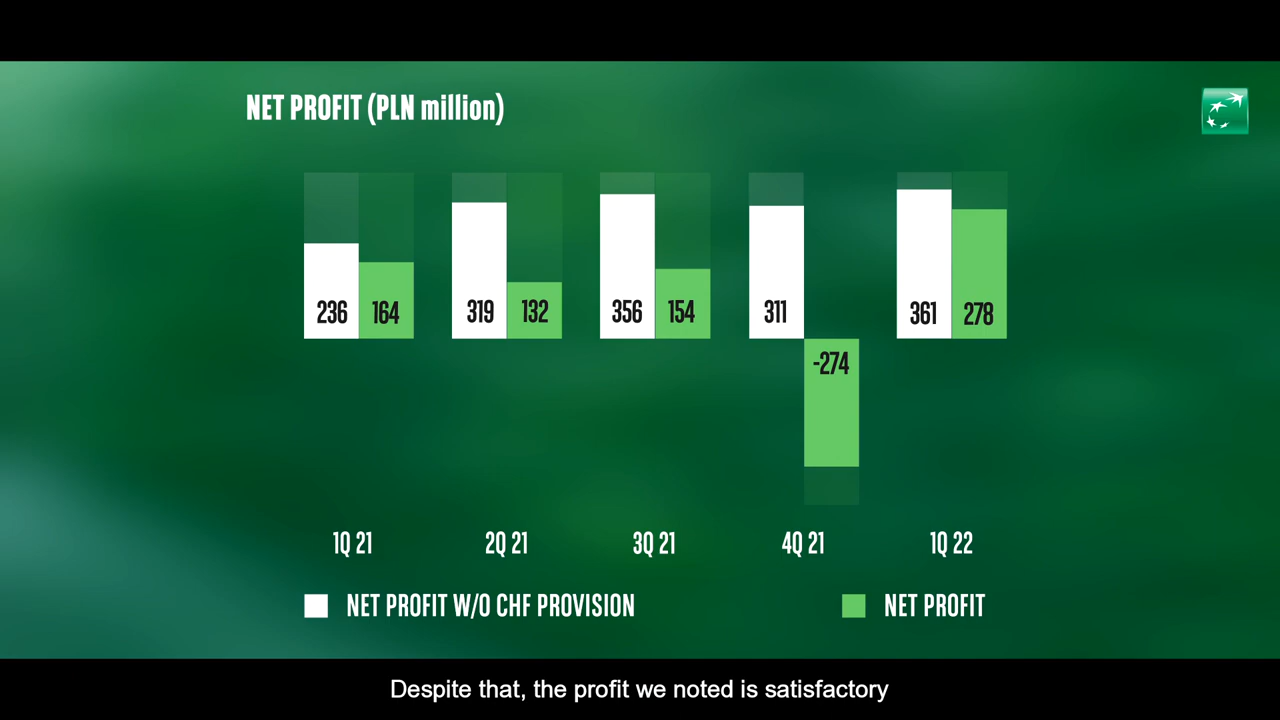 NET PROFIT (PLN million)
236 164
319 132
356 154
311 -274
361 278
1Q 21 2Q 21 3Q 21 4Q 21 1Q 22
NET PROFIT W/O CHF PROVISION NET PROFIT
Despite that, the profit we noted is satisfactory